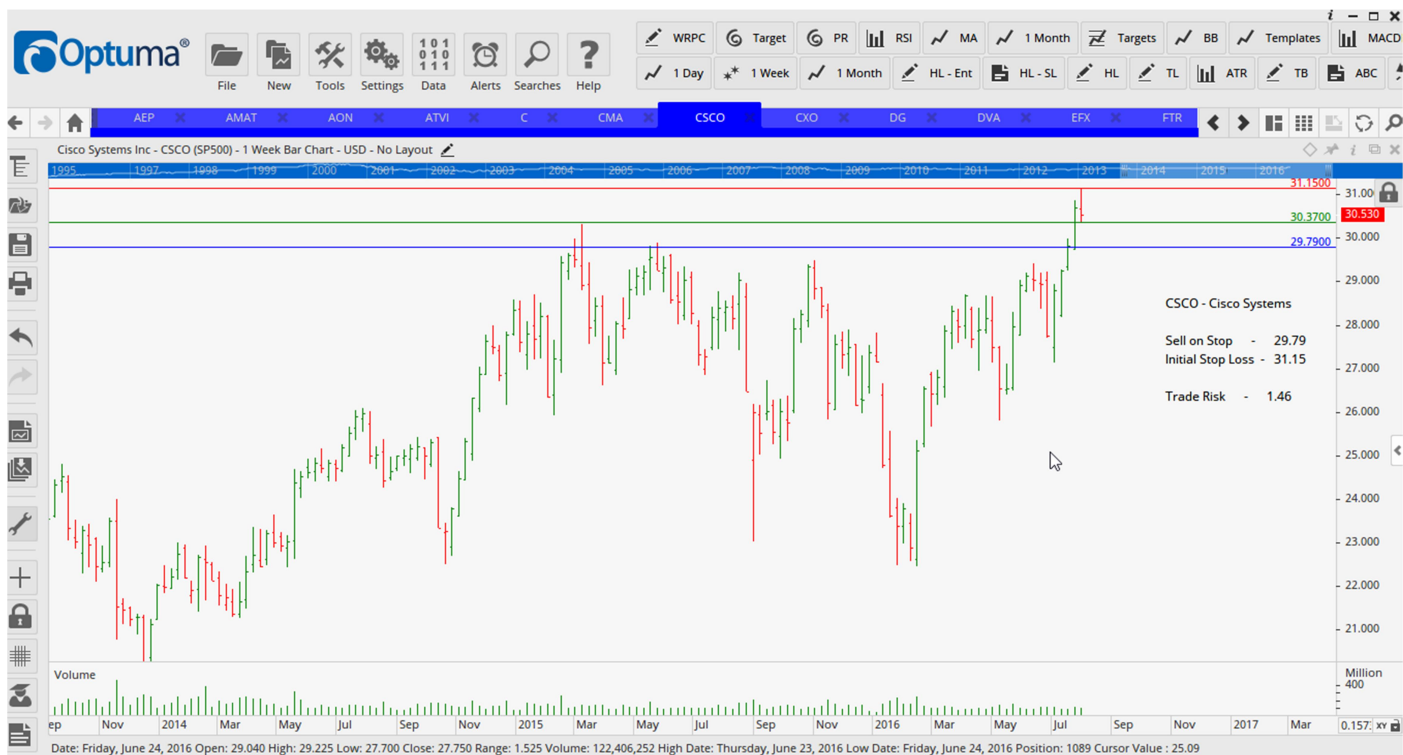 i
Optuma®
File New Tools Settings Data Alerts Searches Help
101
010
111
WRPC Target PR RSI MA 1 Month Targets BB Templates MACD
1 Day 1 Week 1 Month HL - Ent HL - SL HL TL ATR TB ABC
AEP AMAT AON ATVI C CMA CSCO CXO DG DVA EFX FTR
Cisco Systems Inc - CSCO (SP500) - 1 Week Bar Chart - USD - No Layout
1995 1997 1998 1999 2000 2001 2002 2003 2004 2005 2006 2007 2008 2009 2010 2011 2012 2013 2014 2015 2016
31.1500
31.00
30.530
30.3700
30.000
29.7900
29.000
CSCO - Cisco Systems
28.000
Sell on Stop - 29.79
Initial Stop Loss - 31.15
27.000
Trade Risk - 1.46
26.000
25.000
24.000
23.000
22.000
21.000
Volume
Million
400
ep Nov 2014 Mar May Jul Sep Nov 2015 Mar May Jul Sep Nov 2016 Mar May Jul Sep Nov 2017 Mar
0.157: XY
Date: Friday, June 24, 2016 Open: 29.040 High: 29.225 Low: 27.700 Close: 27.750 Range: 1.525 Volume: 122,406,252 High Date: Thursday, June 23, 2016 Low Date: Friday, June 24, 2016 Position: 1089 Cursor Value : 25.09